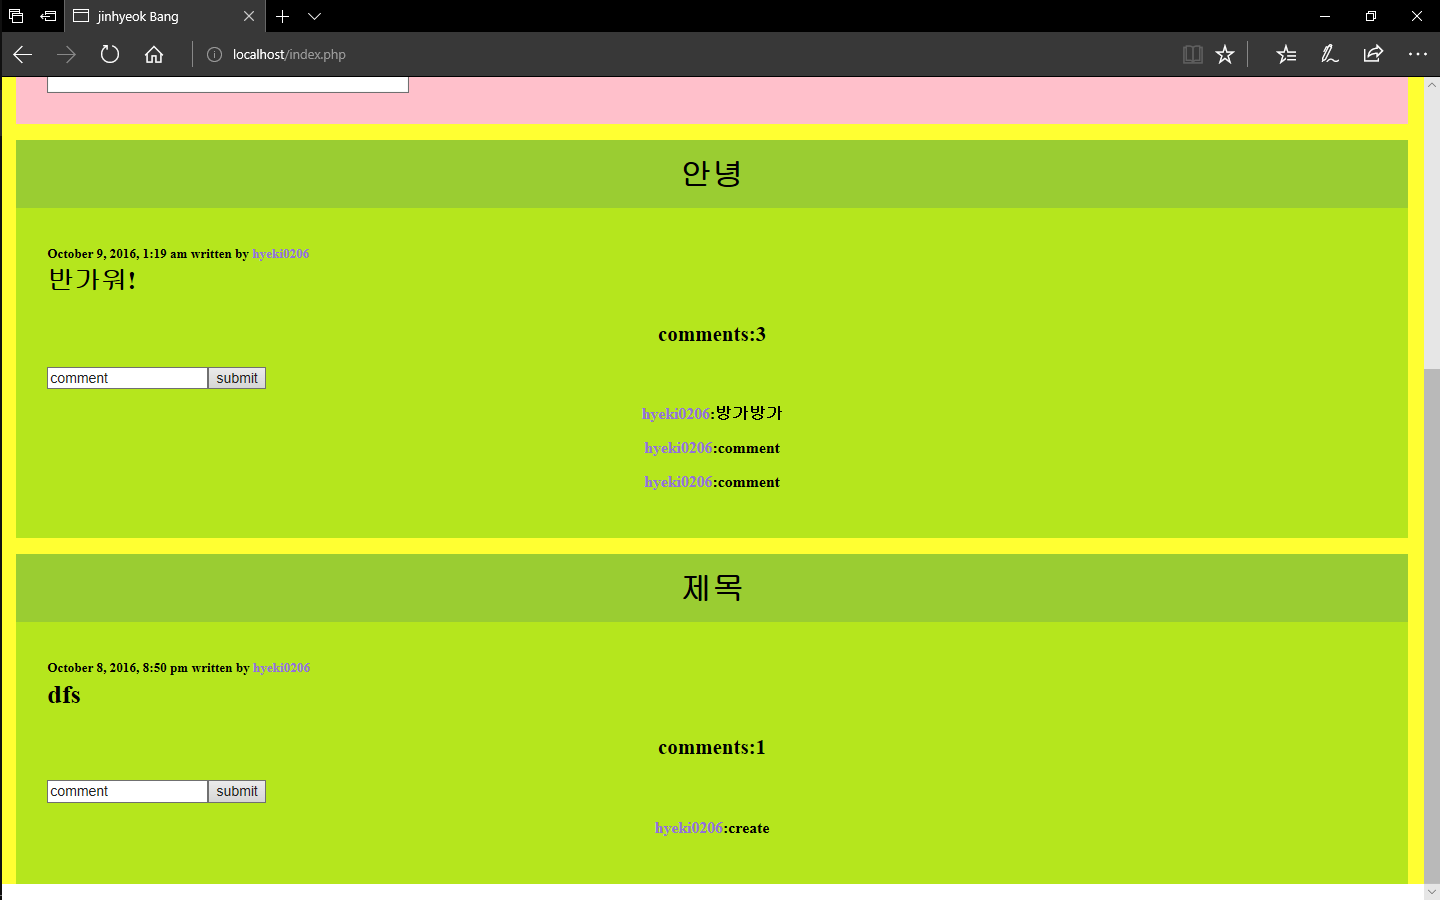 jinhyeok Bang
localhost/index.php
안녕
October 9, 2016, 1:19 am written by hyeki0206
반가워!
comments:3
comment submit
hyeki0206:방가방가
hyeki0206:comment
hyeki0206:comment
제목
October 8, 2016, 8:50 pm written by hyeki0206
dfs
comments:1
comment submit
hyeki0206:create